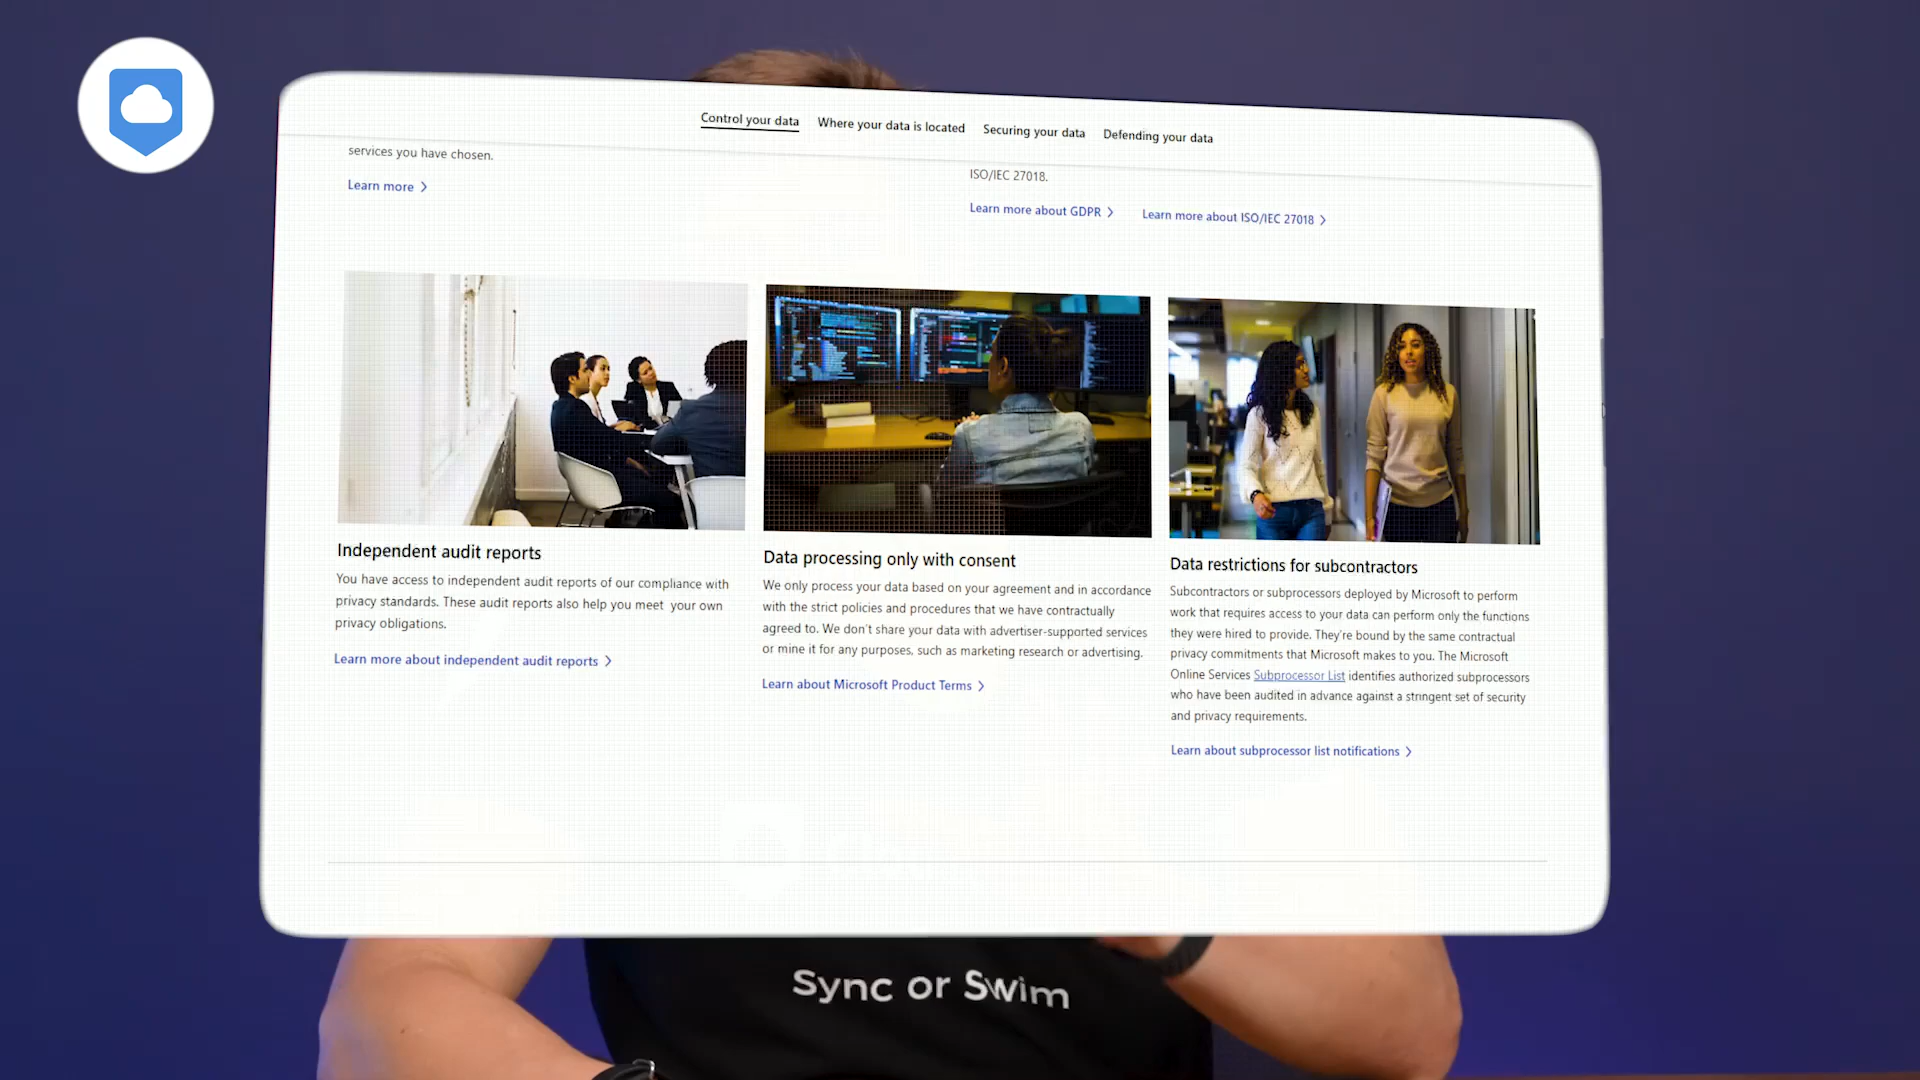 Control your data Where your data is located Securing your data Defending your data
services you have chosen.
Learn more >
ISO/IEC 27018.
Learn more about GDPR > Learn more about ISO/IEC 27018 >
Independent audit reports
You have access to independent audit reports of our compliance with
privacy standards. These audit reports also help you meet your own
privacy obligations.
Learn more about independent audit reports >
Data processing only with consent
We only process your data based on your agreement and in accordance
with the strict policies and procedures that we have contractually
agreed to. We don't share your data with advertiser-supported services
or mine it for any purposes, such as marketing research or advertising.
Learn about Microsoft Product Terms >
Data restrictions for subcontractors
Subcontractors or subprocessors deployed by Microsoft to perform
work that requires access to your data can perform only the functions
they were hired to provide. They're bound by the same contractual
privacy commitments that Microsoft makes to you. The Microsoft
Online Services Subprocessor List identifies authorized subprocessors
who have been audited in advance against a stringent set of security
and privacy requirements.
Learn about subprocessor list notifications >
Sync or Swim